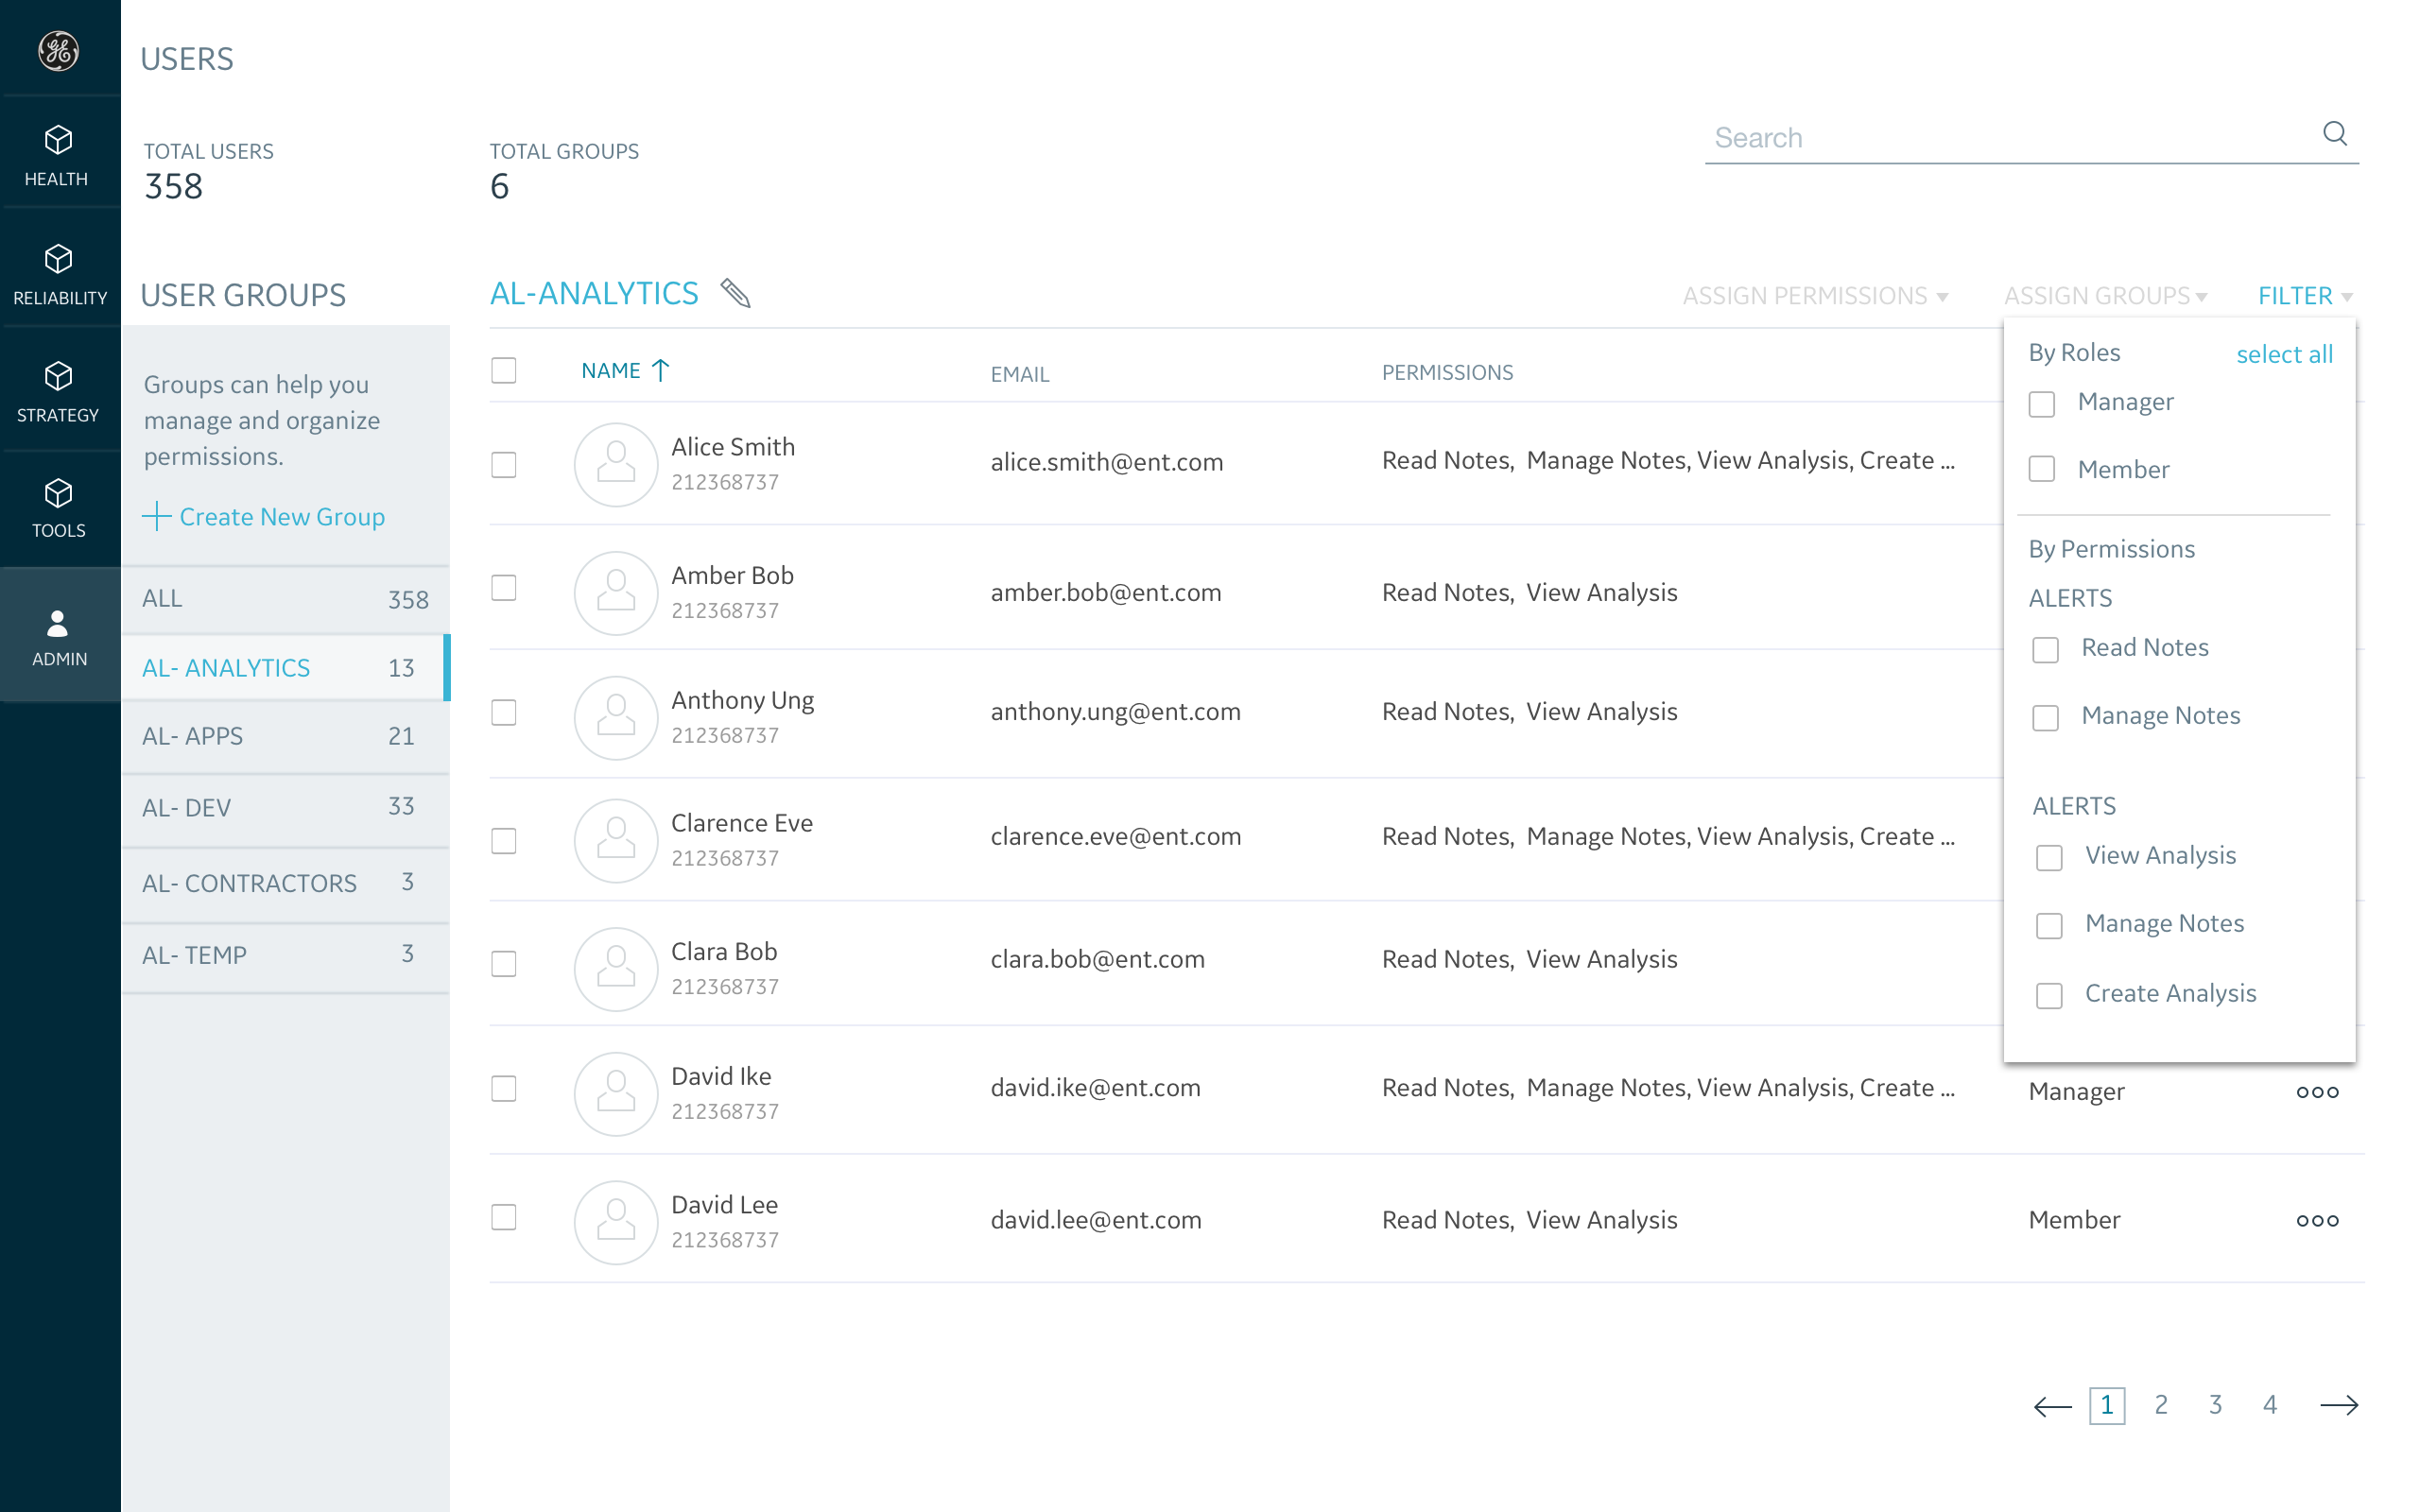 GE
USERS
HEALTH
RELIABILITY
STRATEGY
TOOLS
ADMIN
TOTAL USERS
358
TOTAL GROUPS
6
Search
USER GROUPS
Groups can help you
manage and organize
permissions.
Create New Group
ALL 358
AL- ANALYTICS 13
AL- APPS 21
AL- DEV 33
AL- CONTRACTORS 3
AL- TEMP 3
AL-ANALYTICS
ASSIGN PERMISSIONS ASSIGN GROUPS FILTER
NAME EMAIL PERMISSIONS
Alice Smith
212368737
alice.smith@ent.com
Read Notes, Manage Notes, View Analysis, Create ...
Amber Bob
212368737
amber.bob@ent.com
Read Notes, View Analysis
Anthony Ung
212368737
anthony.ung@ent.com
Read Notes, View Analysis
Clarence Eve
212368737
clarence.eve@ent.com
Read Notes, Manage Notes, View Analysis, Create ...
Clara Bob
212368737
clara.bob@ent.com
Read Notes, View Analysis
David Ike
212368737
david.ike@ent.com
Read Notes, Manage Notes, View Analysis, Create ...
Manager
David Lee
212368737
david.lee@ent.com
Read Notes, View Analysis
Member
By Roles select all
Manager
Member
By Permissions
ALERTS
Read Notes
Manage Notes
ALERTS
View Analysis
Manage Notes
Create Analysis
1 2 3 4